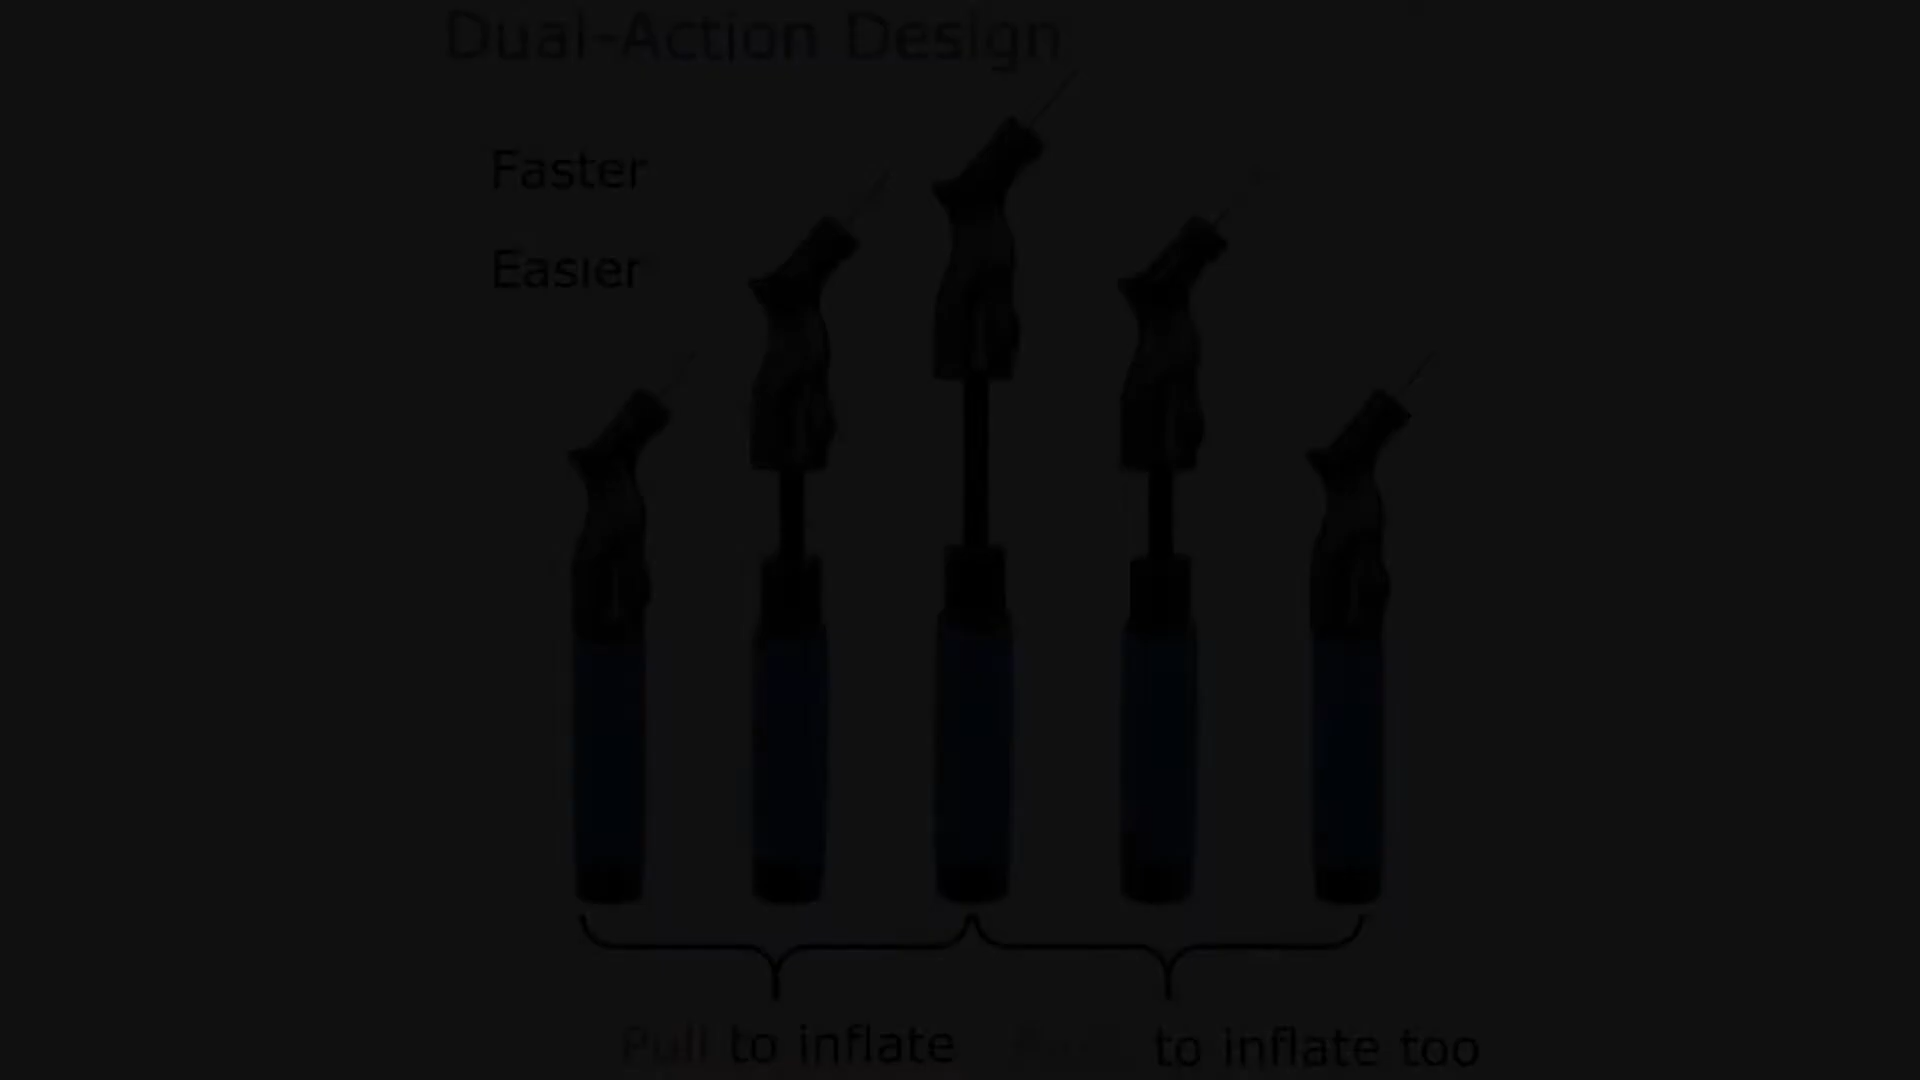 Dual-Action Design
Faster
Easier
Pull to inflate
to inflate too